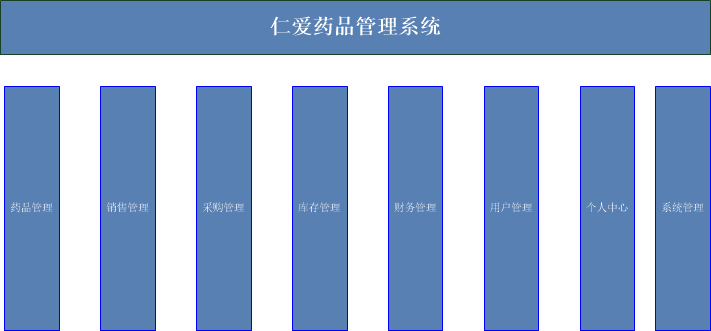 仁爱药品管理系统
药品管理
销售管理
采购管理
库存管理
财务管理
用户管理
个人中心
系统管理